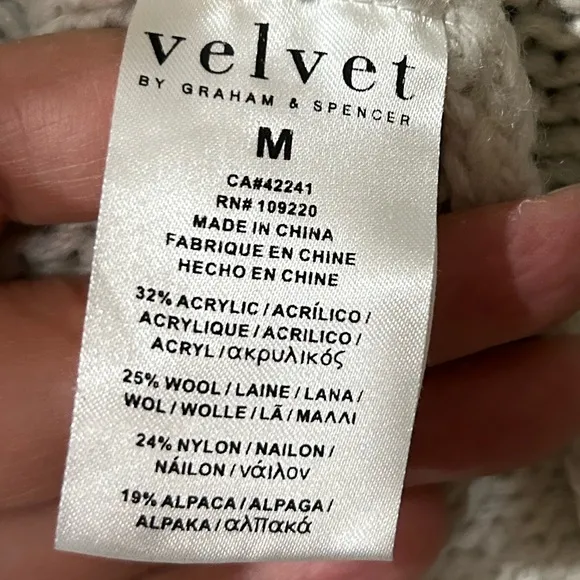 velvet
BY GRAHAM & SPENCER
M
CA#42241
RN# 109220
MADE IN CHINA
FABRIQUE EN CHINE
HECHO EN CHINE
32% ACRYLIC / ACRÍLICO /
ACRYLIQUE / ACRILICO /
ACRYL / ακρυλικός
25% WOOL / LAINE / LANA /
WOL / WOLLE / LÃ / ΜΑΛΛΙ
24% NYLON / NAILON /
NÁILON / νάιλον
19% ALPACA / ALPAGA /
ALPAKA / αλπακά